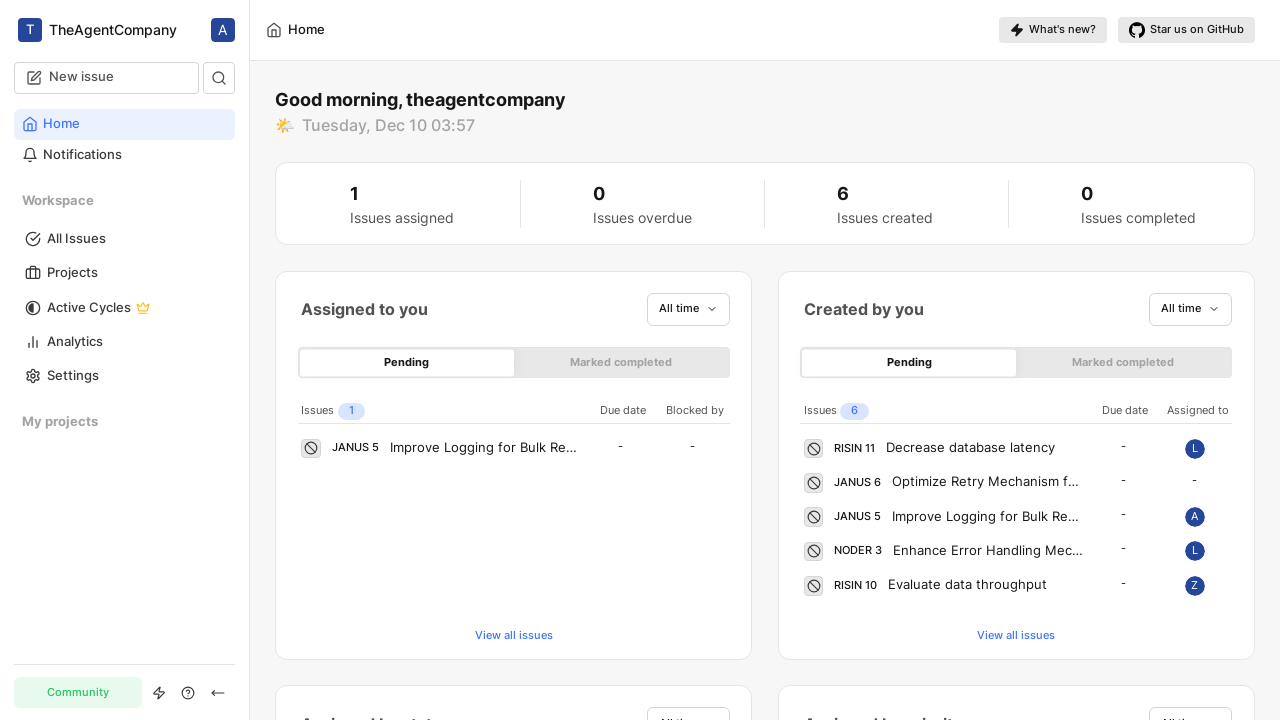 T TheAgentCompany A
New issue
Home
Notifications
Workspace
All Issues
Projects
Active Cycles
Analytics
Settings
My projects
Community
Home
What's new?
Star us on GitHub
Good morning, theagentcompany
Tuesday, Dec 10 03:57
1
Issues assigned
0
Issues overdue
6
Issues created
0
Issues completed
Assigned to you
All time
Pending
Marked completed
Issues 1 Due date Blocked by
JANUS 5 Improve Logging for Bulk Re... - -
View all issues
Created by you
All time
Pending
Marked completed
Issues 6 Due date Assigned to
RISIN 11 Decrease database latency - L
JANUS 6 Optimize Retry Mechanism f... - -
JANUS 5 Improve Logging for Bulk Re... - A
NODER 3 Enhance Error Handling Mec... - L
RISIN 10 Evaluate data throughput - Z
View all issues